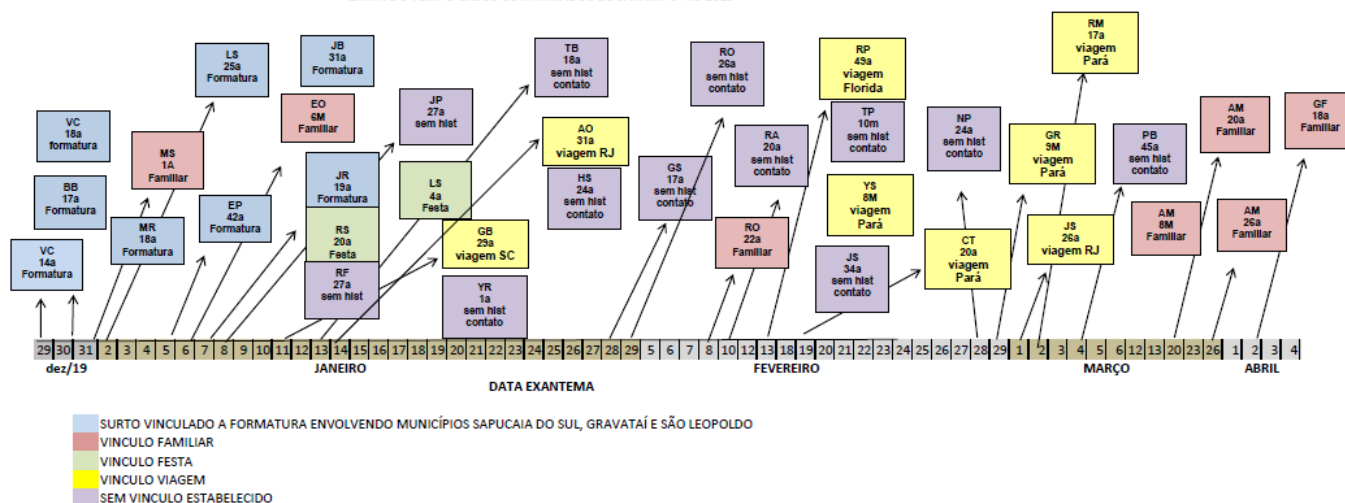 LS
25a
Formatura
JB
31a
Formatura
TB
18a
sem hist
contato
RO
26a
sem hist
contato
RP
49a
viagem
Florida
RM
17a
viagem
Pará
VC
18a
formatura
MS
1A
Familiar
EO
6M
Familiar
JP
27a
sem hist
AO
31a
viagem RJ
RA
20a
sem hist
contato
TP
10m
sem hist
contato
NP
24a
sem hist
contato
GR
9M
viagem
Pará
PB
45a
sem hist
contato
AM
20a
Familiar
GF
18a
Familiar
BB
17a
Formatura
EP
42a
Formatura
JR
19a
Formatura
LS
4a
Festa
HS
24a
sem hist
contato
GS
17a
sem hist
contato
YS
8M
viagem
Pará
MR
18a
Formatura
RS
20a
Festa
GB
29a
viagem SC
RO
22a
Familiar
JS
26a
viagem RJ
AM
8M
Familiar
AM
26a
Familiar
VC
14a
Formatura
RF
27a
sem hist
YR
1a
sem hist
contato
JS
34a
sem hist
contato
CT
20a
viagem
Pará
29 30 31 2 3 4 5 6 7 8 9 10 11 12 13 14 15 16 17 18 19 20 21 22 23 24 25 26 27 28 29 5 6 7 8 10 12 13 18 19 20 21 22 23 24 25 26 27 28 29 1 2 3 4 5 6 12 13 20 23 26 1 2 3 4
dez/19 JANEIRO FEVEREIRO MARÇO ABRIL
DATA EXANTEMA
SURTO VINCULADO A FORMATURA ENVOLVENDO MUNICÍPIOS SAPUCAIA DO SUL, GRAVATAÍ E SÃO LEOPOLDO
VINCULO FAMILIAR
VINCULO FESTA
VINCULO VIAGEM
SEM VINCULO ESTABELECIDO